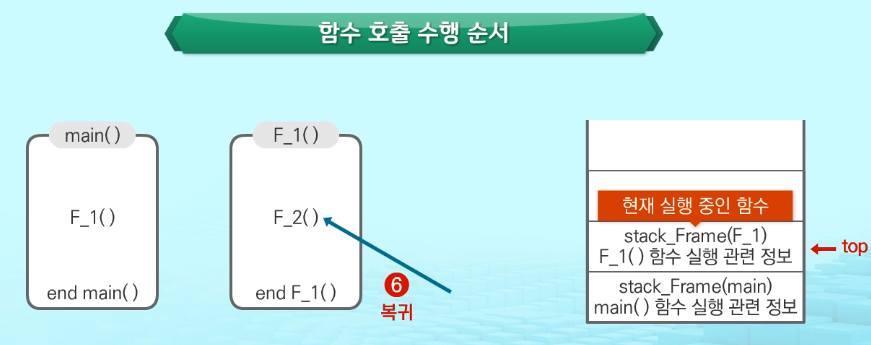 함수 호출 수행 순서
main( )
F_1( )
end main( )
F_1( )
F_2( )
end F_1( )
6
복귀
현재 실행 중인 함수
stack_Frame(F_1)
F_1( ) 함수 실행 관련 정보
top
stack_Frame(main)
main( ) 함수 실행 관련 정보